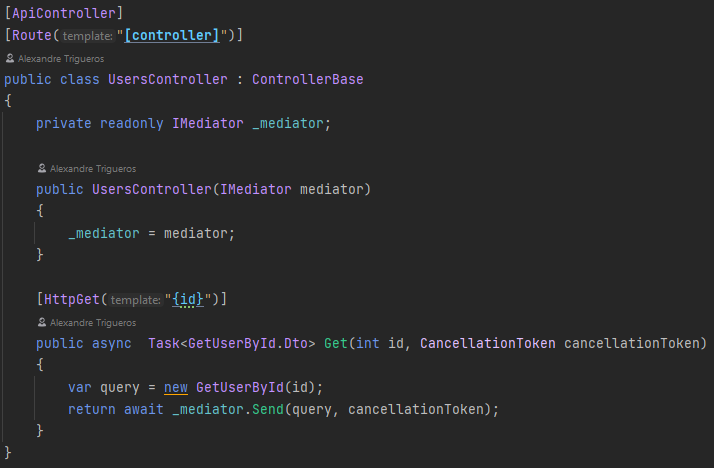 [ApiController]
[Route(template:"[controller]")]
Alexandre Trigueros
public class UsersController : ControllerBase
{
    private readonly IMediator _mediator;
    Alexandre Trigueros
    public UsersController(IMediator mediator)
    {
        _mediator = mediator;
    }
    [HttpGet(template:"{id}")]
    Alexandre Trigueros
    public async  Task<GetUserById.Dto> Get(int id, CancellationToken cancellationToken)
    {
        var query = new GetUserById(id);
        return await _mediator.Send(query, cancellationToken);
    }
}